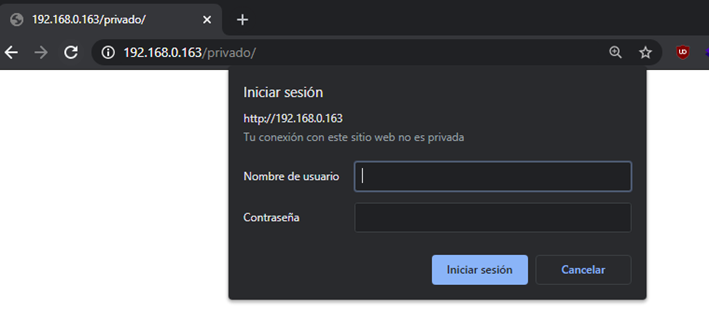 192.168.0.163/privado/
192.168.0.163/privado/
Iniciar sesión
http://192.168.0.163
Tu conexión con este sitio web no es privada
Nombre de usuario
Contraseña
Iniciar sesión Cancelar